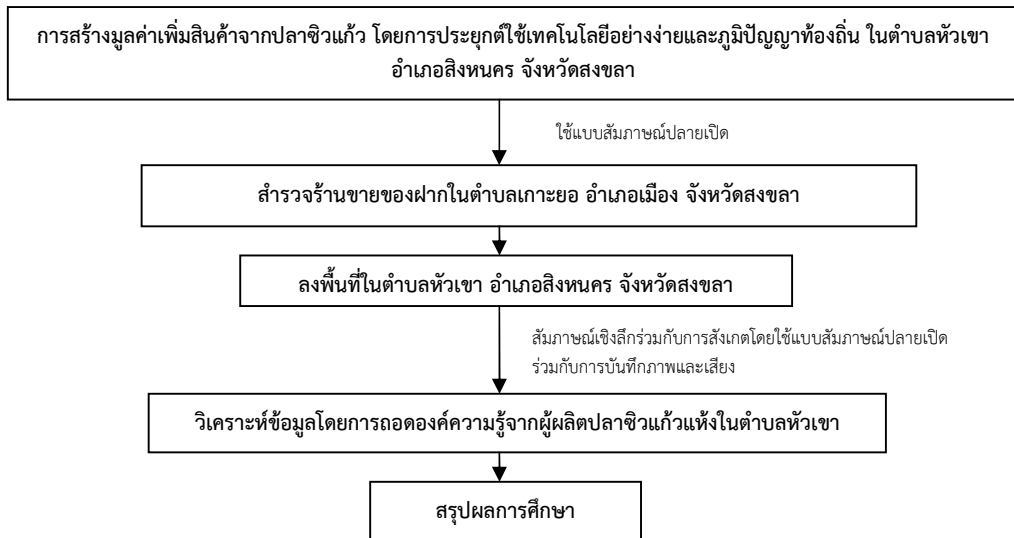 การสร้างมูลค่าเพิ่มสินค้าจากปลาซิวแก้ว โดยการประยุกต์ใช้เทคโนโลยีอย่างง่ายและภูมิปัญญาท้องถิ่น ในตำบลหัวเขา
อำเภอสิงหนคร จังหวัดสงขลา
ใช้แบบสัมภาษณ์ปลายเปิด
สำรวจร้านขายของฝากในตำบลเกาะยอ อำเภอเมือง จังหวัดสงขลา
ลงพื้นที่ในตำบลหัวเขา อำเภอสิงหนคร จังหวัดสงขลา
สัมภาษณ์เชิงลึกร่วมกับการสังเกตโดยใช้แบบสัมภาษณ์ปลายเปิด
ร่วมกับการบันทึกภาพและเสียง
วิเคราะห์ข้อมูลโดยการถอดองค์ความรู้จากผู้ผลิตปลาซิวแก้วแห้งในตำบลหัวเขา
สรุปผลการศึกษา